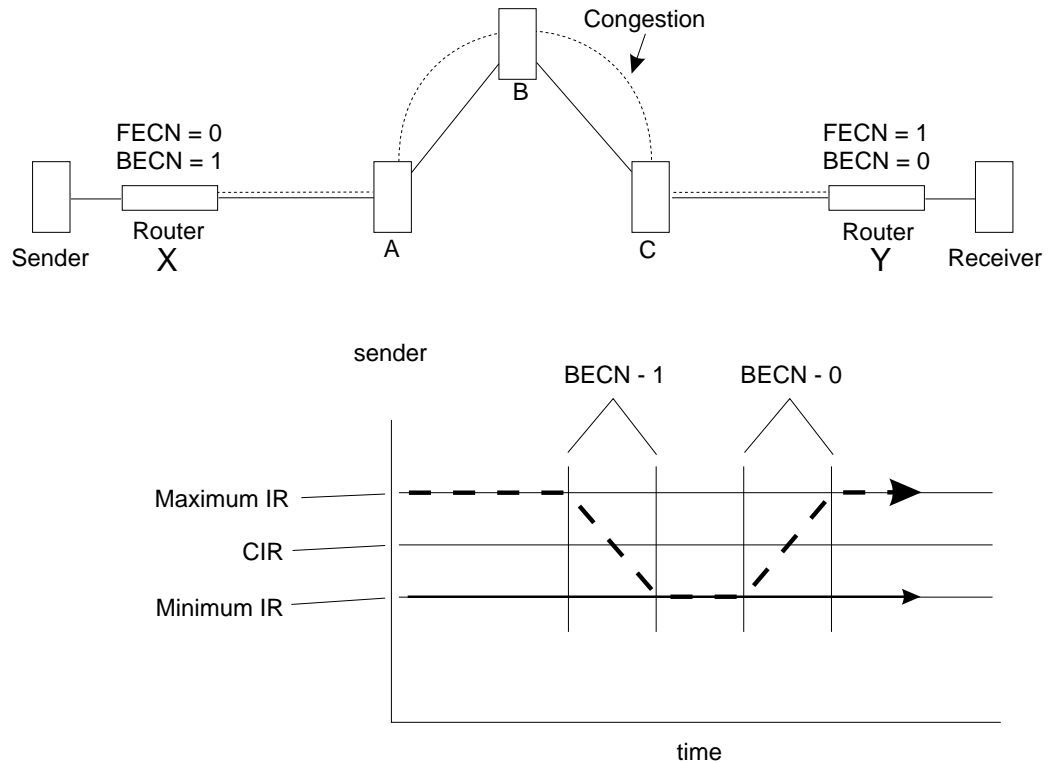 Congestion
B
FECN = 0
BECN = 1
FECN = 1
BECN = 0
Router
X
Sender
A
C
Router
Y
Receiver
sender
BECN - 1
BECN - 0
Maximum IR
CIR
Minimum IR
time